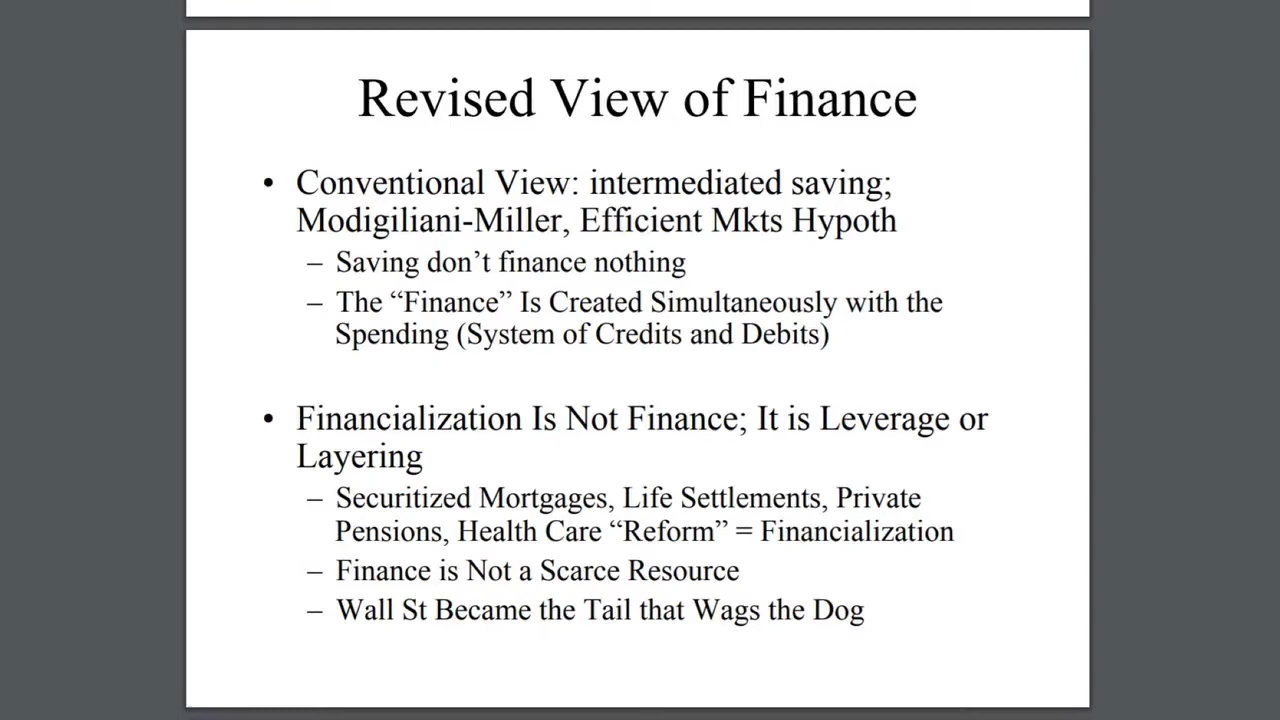 Revised View of Finance
• Conventional View: intermediated saving;
Modigiliani-Miller, Efficient Mkts Hypoth
– Saving don’t finance nothing
– The “Finance” Is Created Simultaneously with the
Spending (System of Credits and Debits)
• Financialization Is Not Finance; It is Leverage or
Layering
– Securitized Mortgages, Life Settlements, Private
Pensions, Health Care “Reform” = Financialization
– Finance is Not a Scarce Resource
– Wall St Became the Tail that Wags the Dog